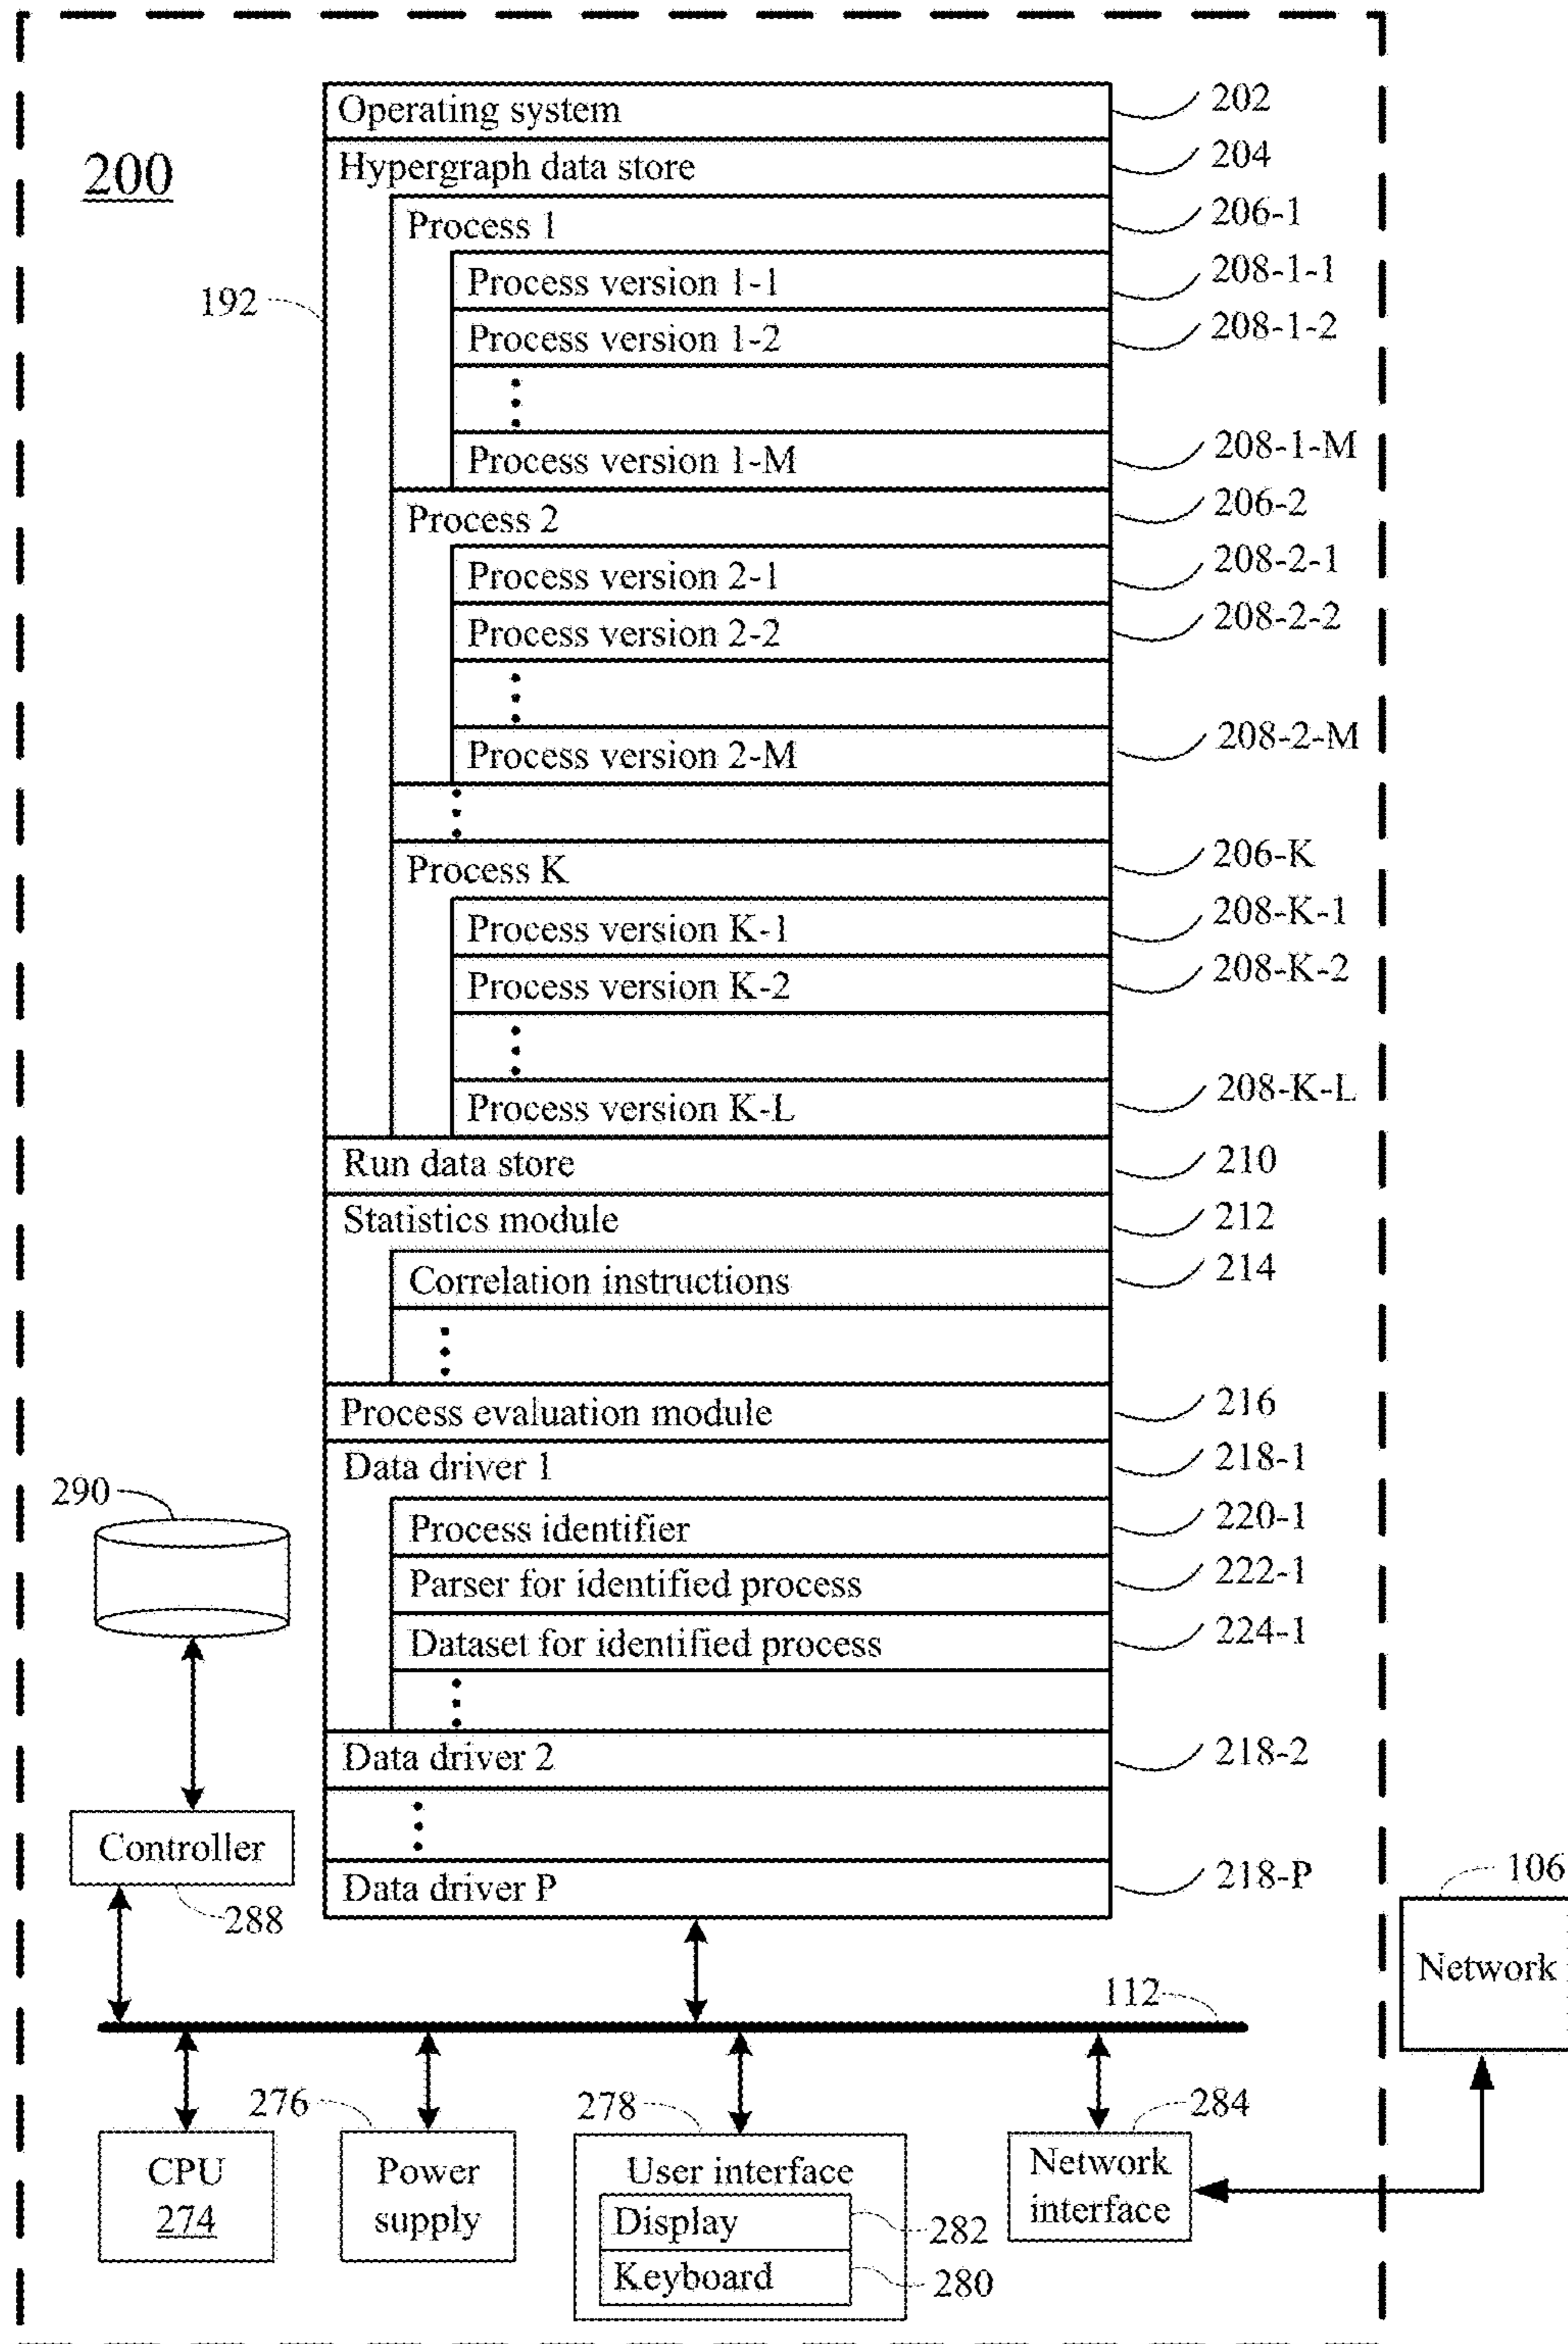 200
192
Operating system 202
Hypergraph data store 204
Process 1 206-1
Process version 1-1 208-1-1
Process version 1-2 208-1-2
Process version 1-M 208-1-M
Process 2 206-2
Process version 2-1 208-2-1
Process version 2-2 208-2-2
Process version 2-M 208-2-M
Process K 206-K
Process version K-1 208-K-1
Process version K-2 208-K-2
Process version K-L 208-K-L
Run data store 210
Statistics module 212
Correlation instructions 214
Process evaluation module 216
Data driver 1 218-1
Process identifier 220-1
Parser for identified process 222-1
Dataset for identified process 224-1
Data driver 2 218-2
Data driver P 218-P
290
Controller
288
106
Network
112
CPU
274
276
Power
supply
278
User interface
Display 282
Keyboard 280
284
Network
interface